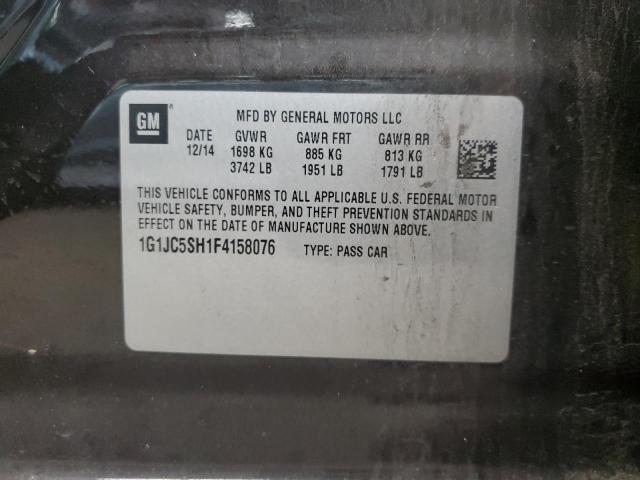 GM
MFD BY GENERAL MOTORS LLC
DATE GVWR GAWR FRT GAWR RR
12/14 1698 KG 885 KG 813 KG
3742 LB 1951 LB 1791 LB
THIS VEHICLE CONFORMS TO ALL APPLICABLE U.S. FEDERAL MOTOR
VEHICLE SAFETY, BUMPER, AND THEFT PREVENTION STANDARDS IN
EFFECT ON THE DATE OF MANUFACTURE SHOWN ABOVE.
1G1JC5SH1F4158076 TYPE: PASS CAR